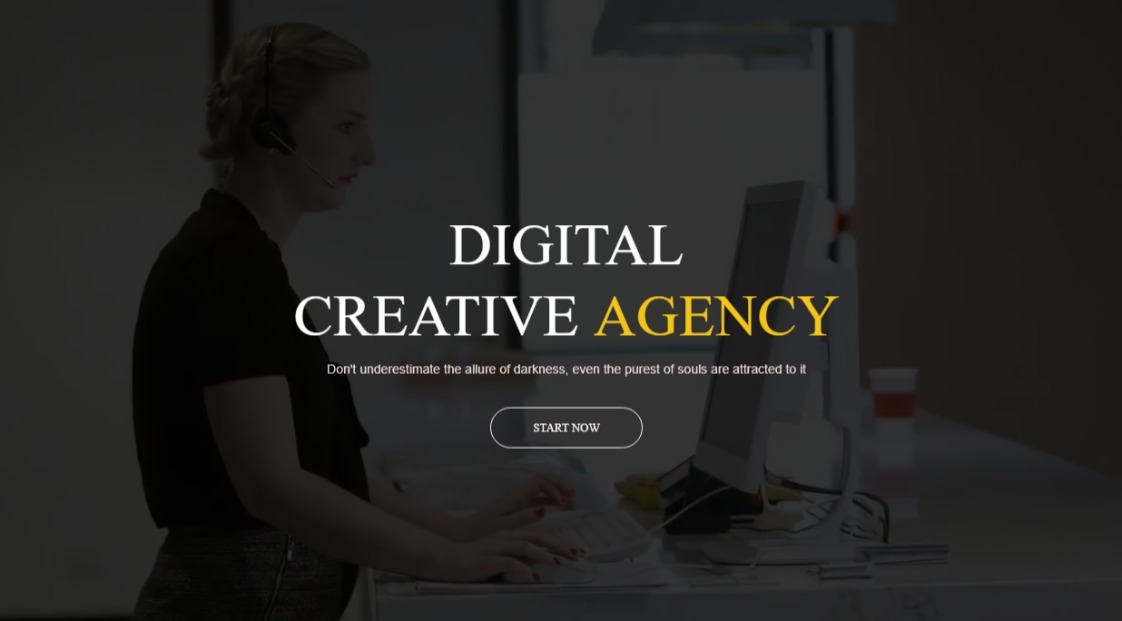 DIGITAL
CREATIVE AGENCY
Don't underestimate the allure of darkness, even the purest of souls are attracted to it
START NOW